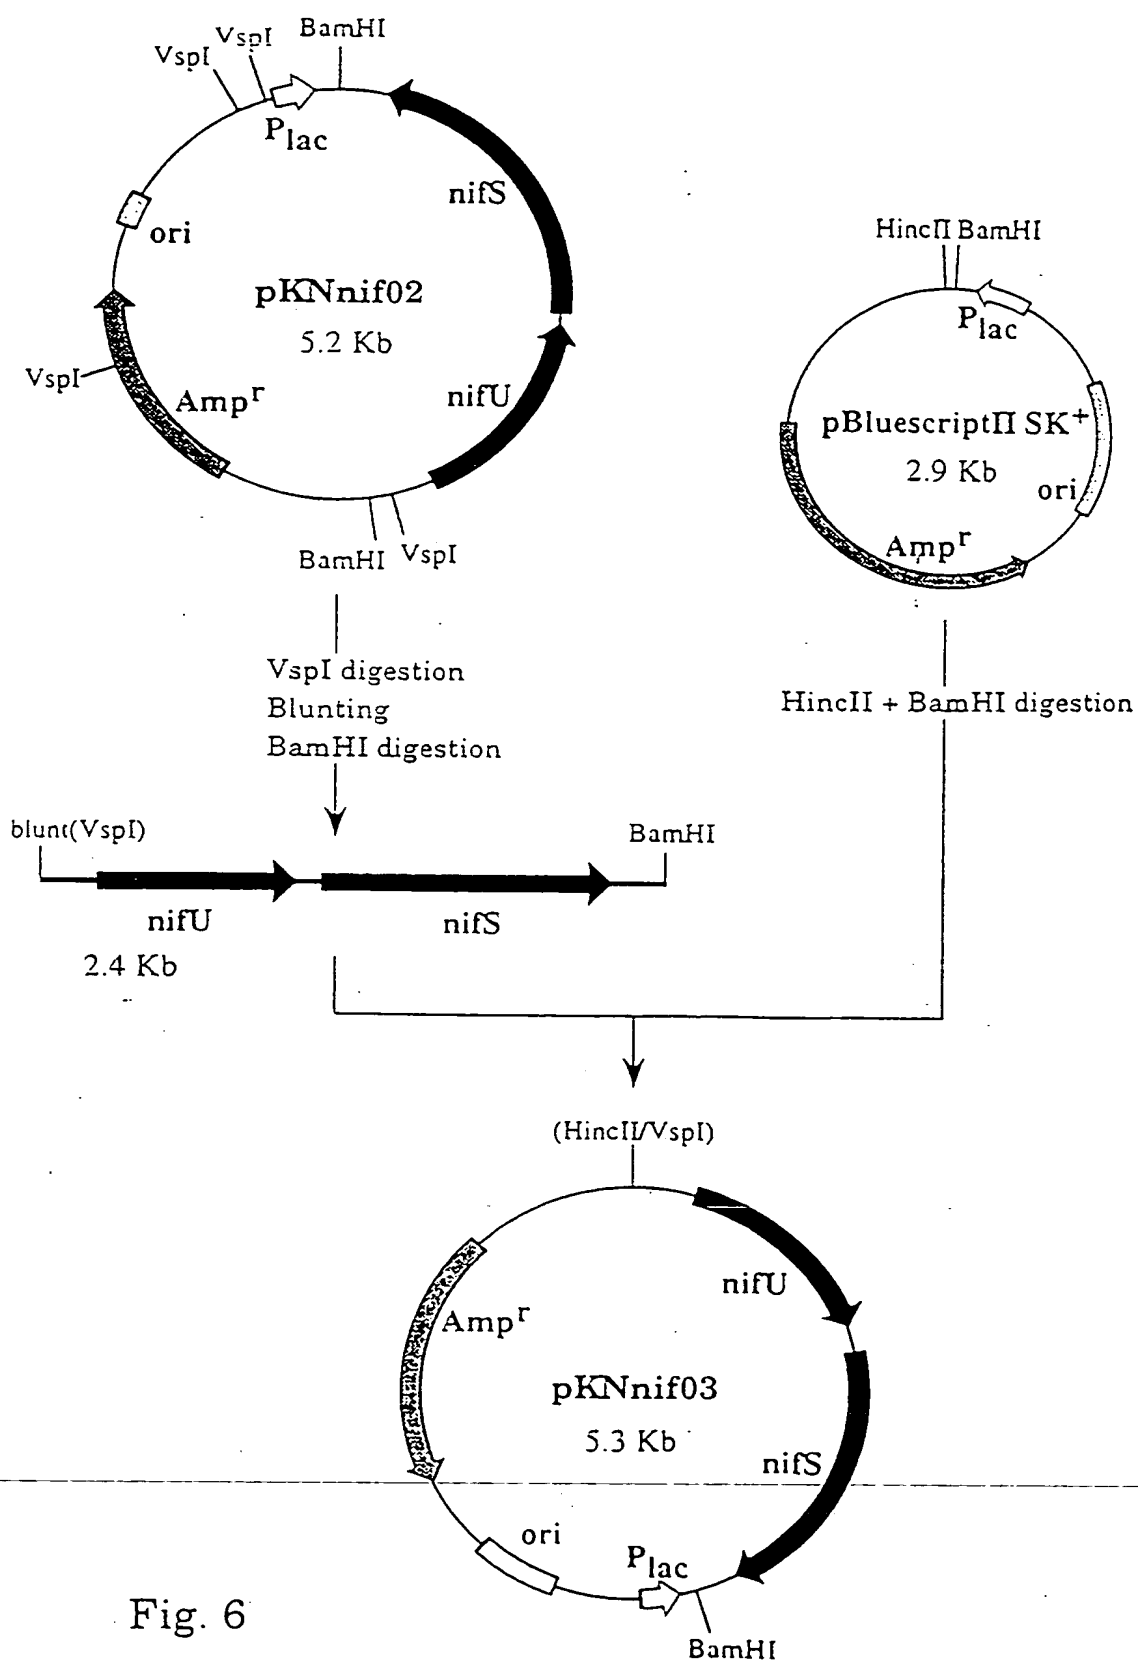 VspI
VspI
BamHI
Plac
nifS
ori
pKNnif02
5.2 Kb
VspI
Ampr
nifU
BamHI
VspI
HincII BamHI
Plac
pBluescriptII SK+
2.9 Kb
ori
Ampr
VspI digestion
Blunting
BamHI digestion
HincII + BamHI digestion
blunt(VspI)
BamHI
nifU
nifS
2.4 Kb
(HincII/VspI)
nifU
Ampr
pKNnif03
5.3 Kb
nifS
ori
Plac
BamHI
Fig. 6